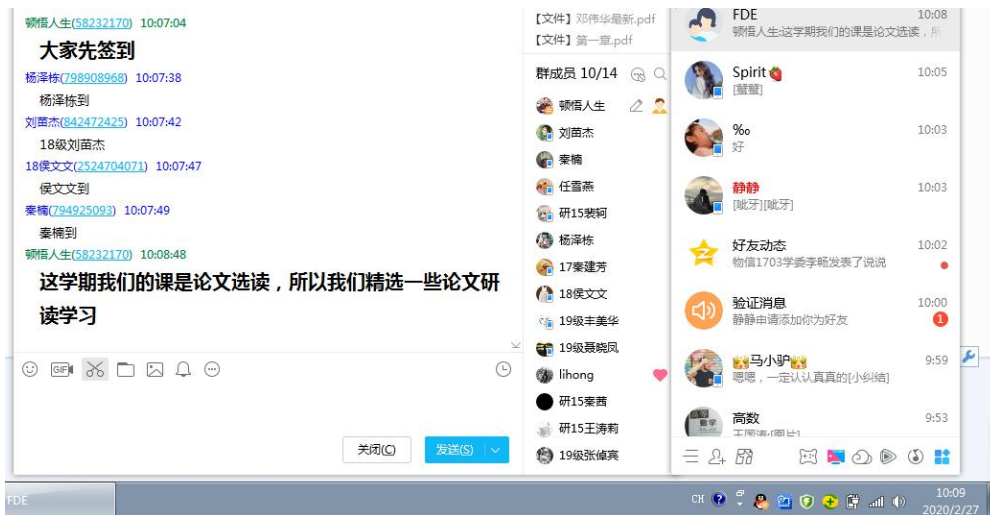 顿悟人生(58232170) 10:07:04
大家先签到
杨泽栋(798908968) 10:07:38
杨泽栋到
刘苗杰(842472425) 10:07:42
18级刘苗杰
18侯文文(2524704071) 10:07:47
侯文文到
秦楠(794925093) 10:07:49
秦楠到
顿悟人生(58232170) 10:08:48
这学期我们的课是论文选读，所以我们精选一些论文研
读学习
GIF
关闭(C)
发送(S)
【文件】邓伟华最新.pdf
【文件】第一章.pdf
群成员 10/14
顿悟人生
刘苗杰
秦楠
任雪燕
研15裴轲
杨泽栋
17秦建芳
18侯文文
19级丰美华
19级聂晓凤
lihong
研15秦茜
研15王涛莉
19级张倬宾
FDE 10:08
顿悟人生:这学期我们的课是论文选读，所
Spirit🍓 10:05
[蟹蟹]
‰ 10:03
好
静静 10:03
[呲牙][呲牙]
好友动态 10:02
物信1703学委李畅发表了说说
验证消息 10:00
静静申请添加你为好友 1
👑马小驴👑 9:59
嗯嗯，一定认认真真的[小纠结]
高数 9:53
王国涛:[图片]
FDE
CH
10:09
2020/2/27